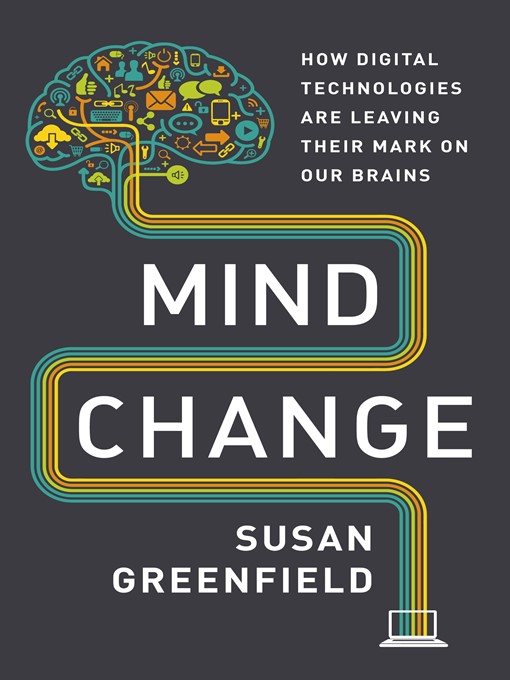 HOW DIGITAL
TECHNOLOGIES
ARE LEAVING
THEIR MARK ON
OUR BRAINS
MIND
CHANGE
SUSAN
GREENFIELD